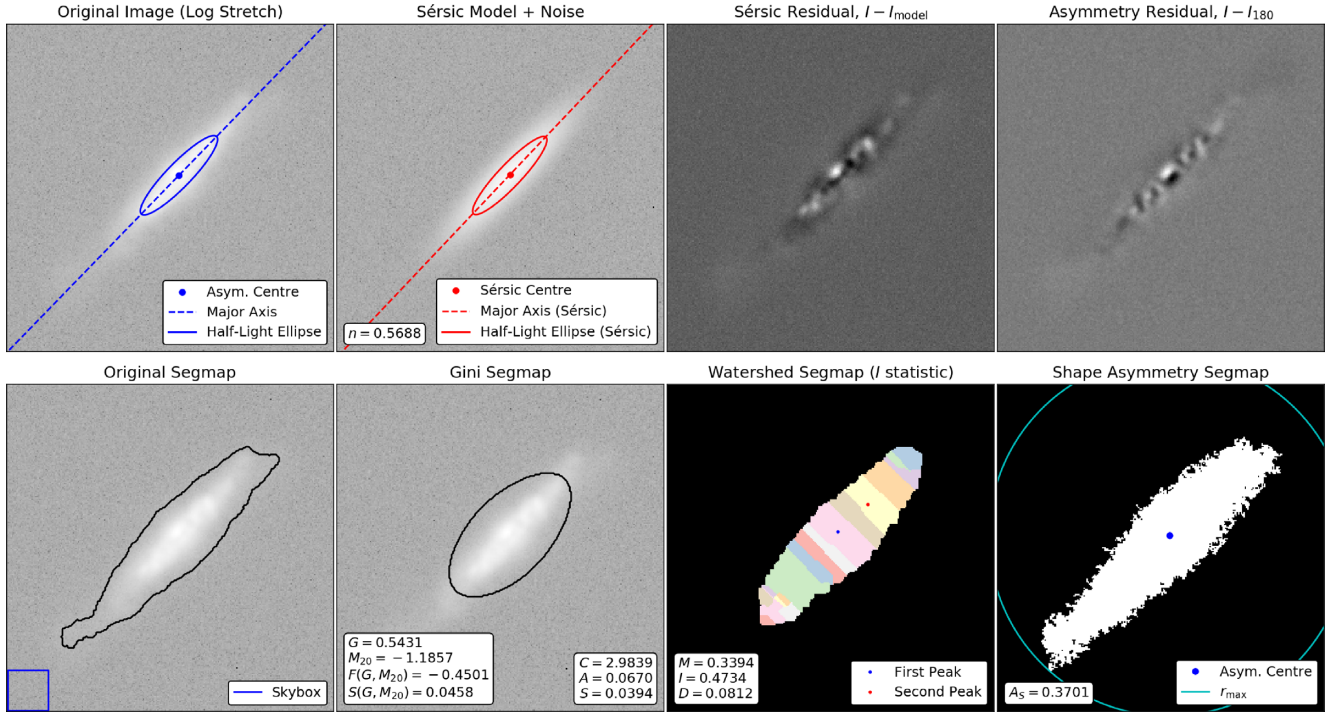 Original Image (Log Stretch)
Sérsic Model + Noise
Sérsic Residual, I − I_model
Asymmetry Residual, I − I_180
Asym. Centre
Major Axis
Half-Light Ellipse
n = 0.5688
Sérsic Centre
Major Axis (Sérsic)
Half-Light Ellipse (Sérsic)
Original Segmap
Gini Segmap
Watershed Segmap (I statistic)
Shape Asymmetry Segmap
Skybox
G = 0.5431
M_20 = −1.1857
F(G, M_20) = −0.4501
S(G, M_20) = 0.0458
C = 2.9839
A = 0.0670
S = 0.0394
M = 0.3394
I = 0.4734
D = 0.0812
First Peak
Second Peak
A_S = 0.3701
Asym. Centre
r_max